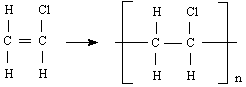 H Cl H Cl
C = C → C — C
H H H H
n